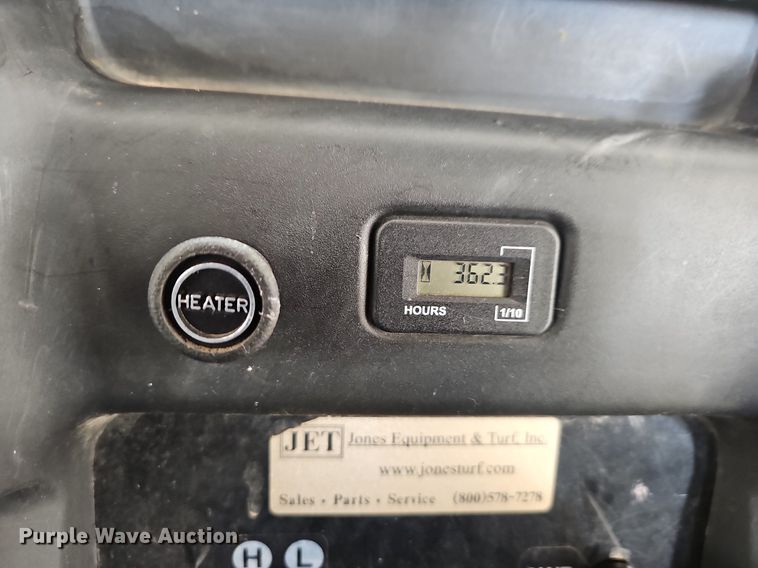 HEATER
362.3
HOURS
1/10
JET Jones Equipment & Turf, Inc.
www.jonesturf.com
Sales • Parts • Service (800)578-7278
H L
Purple Wave Auction